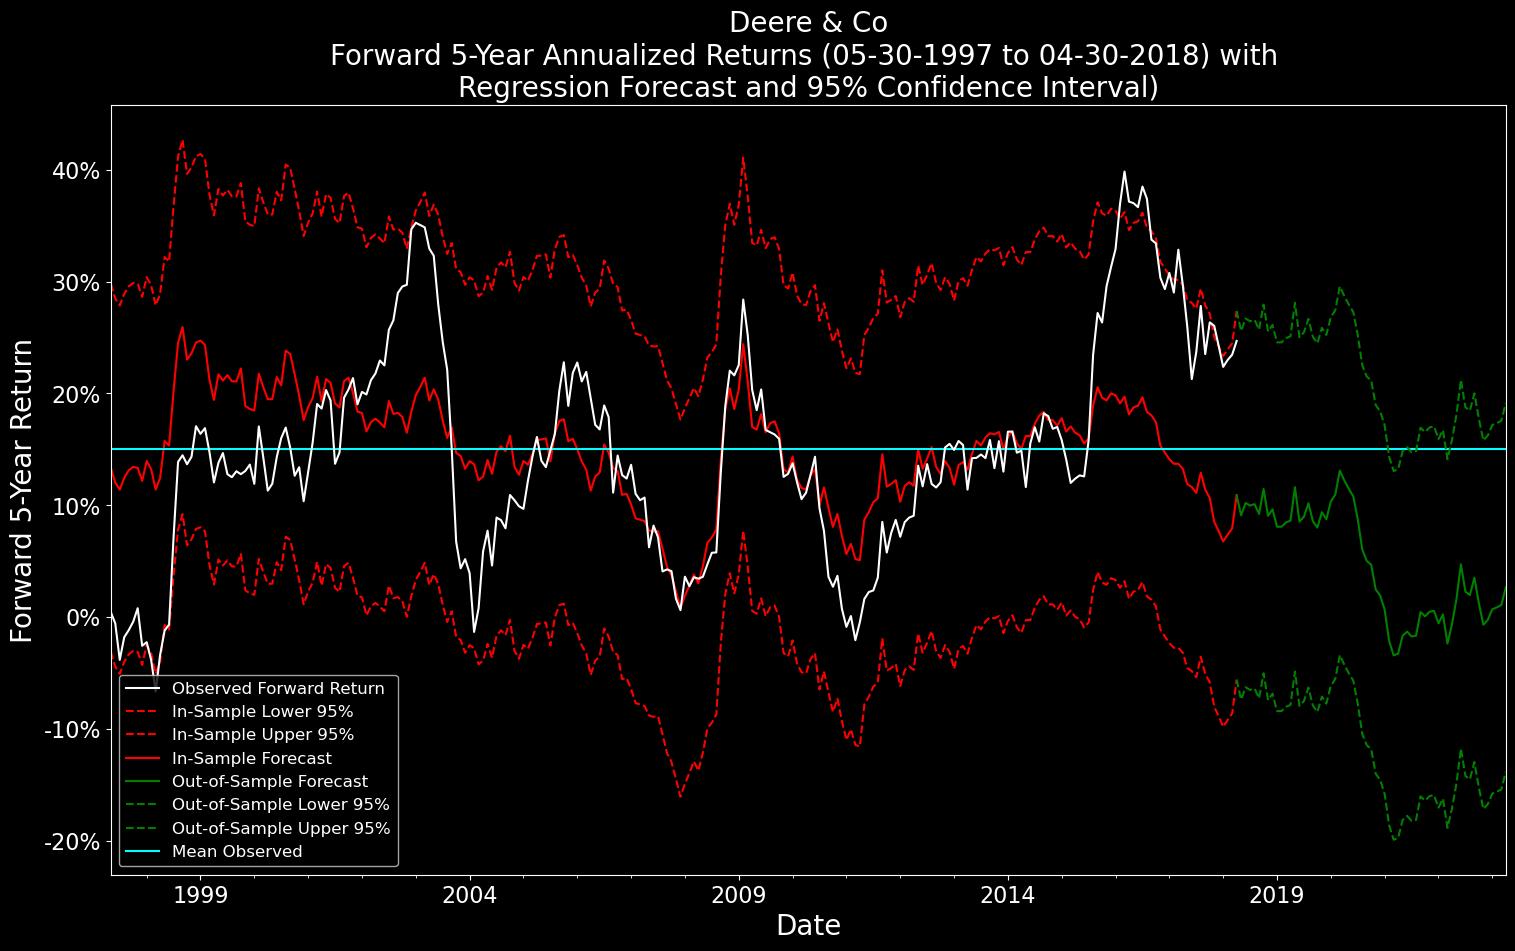 Deere & Co
Forward 5-Year Annualized Returns (05-30-1997 to 04-30-2018) with
Regression Forecast and 95% Confidence Interval)
Forward 5-Year Return
40%
30%
20%
10%
0%
-10%
-20%
Observed Forward Return
In-Sample Lower 95%
In-Sample Upper 95%
In-Sample Forecast
Out-of-Sample Forecast
Out-of-Sample Lower 95%
Out-of-Sample Upper 95%
Mean Observed
1999 2004 2009 2014 2019
Date